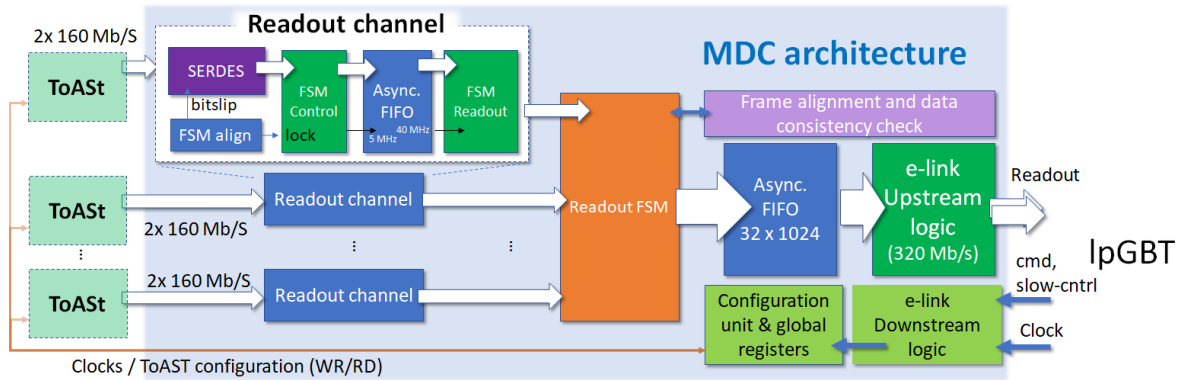 Readout channel
2x 160 Mb/S
MDC architecture
ToASt
SERDES
bitslip
FSM align
lock
FSM
Control
Async.
FIFO
5 MHz
40 MHz
FSM
Readout
Frame alignment and data
consistency check
ToASt
2x 160 Mb/S
Readout channel
...
...
...
ToASt
2x 160 Mb/S
Readout channel
Readout FSM
Async.
FIFO
32 x 1024
e-link
Upstream
logic
(320 Mb/s)
Readout
lpGBT
cmd,
slow-cntrl
Clock
Configuration
unit & global
registers
e-link
Downstream
logic
Clocks / ToAST configuration (WR/RD)